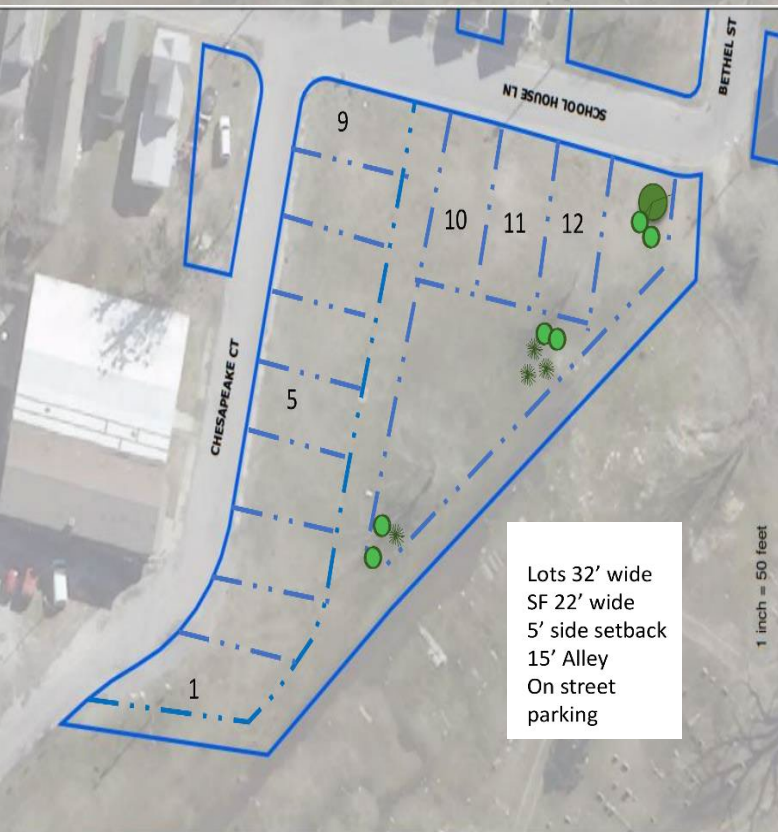 BETHEL ST
SCHOOL HOUSE LN
9
10
11
12
CHESAPEAKE CT
5
1
Lots 32’ wide
SF 22’ wide
5’ side setback
15’ Alley
On street
parking
1 inch = 50 feet